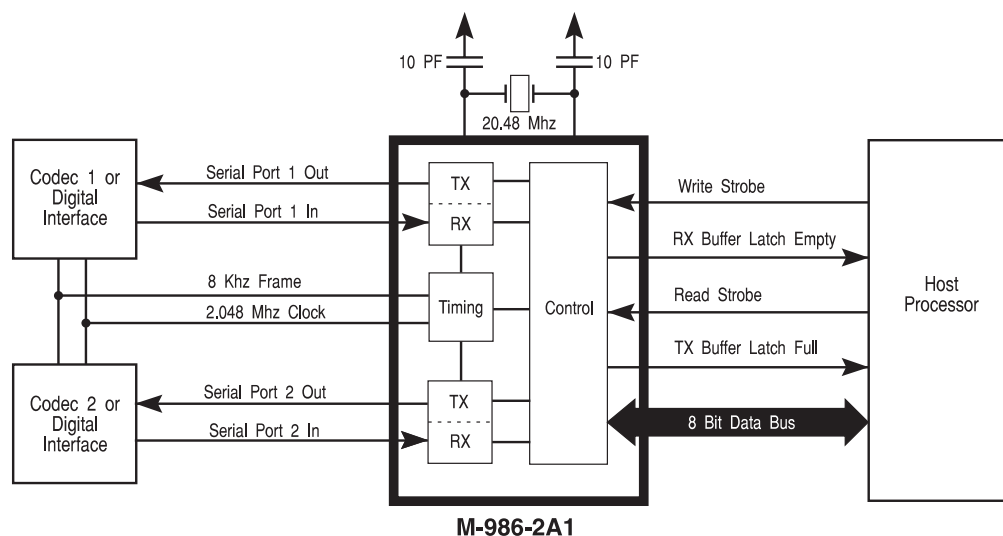 10 PF
10 PF
20.48 Mhz
Codec 1 or
Digital
Interface
Serial Port 1 Out
Serial Port 1 In
TX
RX
8 Khz Frame
2.048 Mhz Clock
Timing
Control
Codec 2 or
Digital
Interface
Serial Port 2 Out
Serial Port 2 In
TX
RX
Write Strobe
RX Buffer Latch Empty
Read Strobe
TX Buffer Latch Full
8 Bit Data Bus
Host
Processor
M-986-2A1